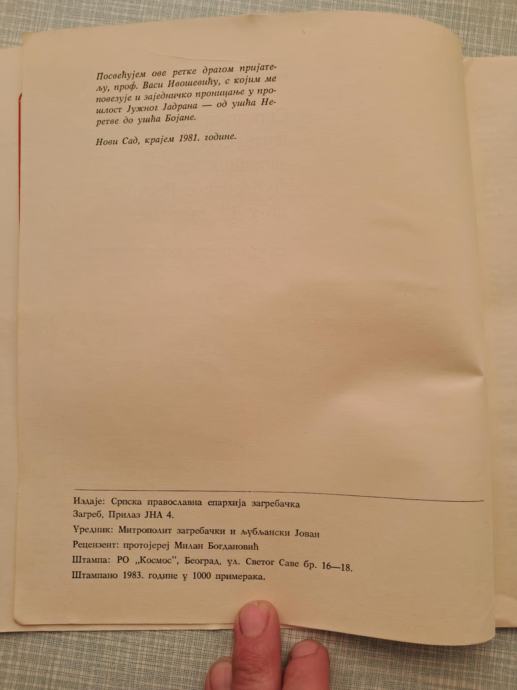 Посвећујем ове ретке драгом пријате-
љу, проф. Васи Ивошевићу, с којим ме
повезује и заједничко проницање у про-
шлост Јужног Јадрана — од ушћа Не-
ретве до ушћа Бојане.
Нови Сад, крајем 1981. године.
Издаје: Српска православна епархија загребачка
Загреб, Прилаз ЈНА 4.
Уредник: Митрополит загребачки и љубљански Јован
Рецензент: протојереј Милан Богдановић
Штампа: РО „Космос", Београд, ул. Светог Саве бр. 16—18.
Штампано 1983. године у 1000 примерака.